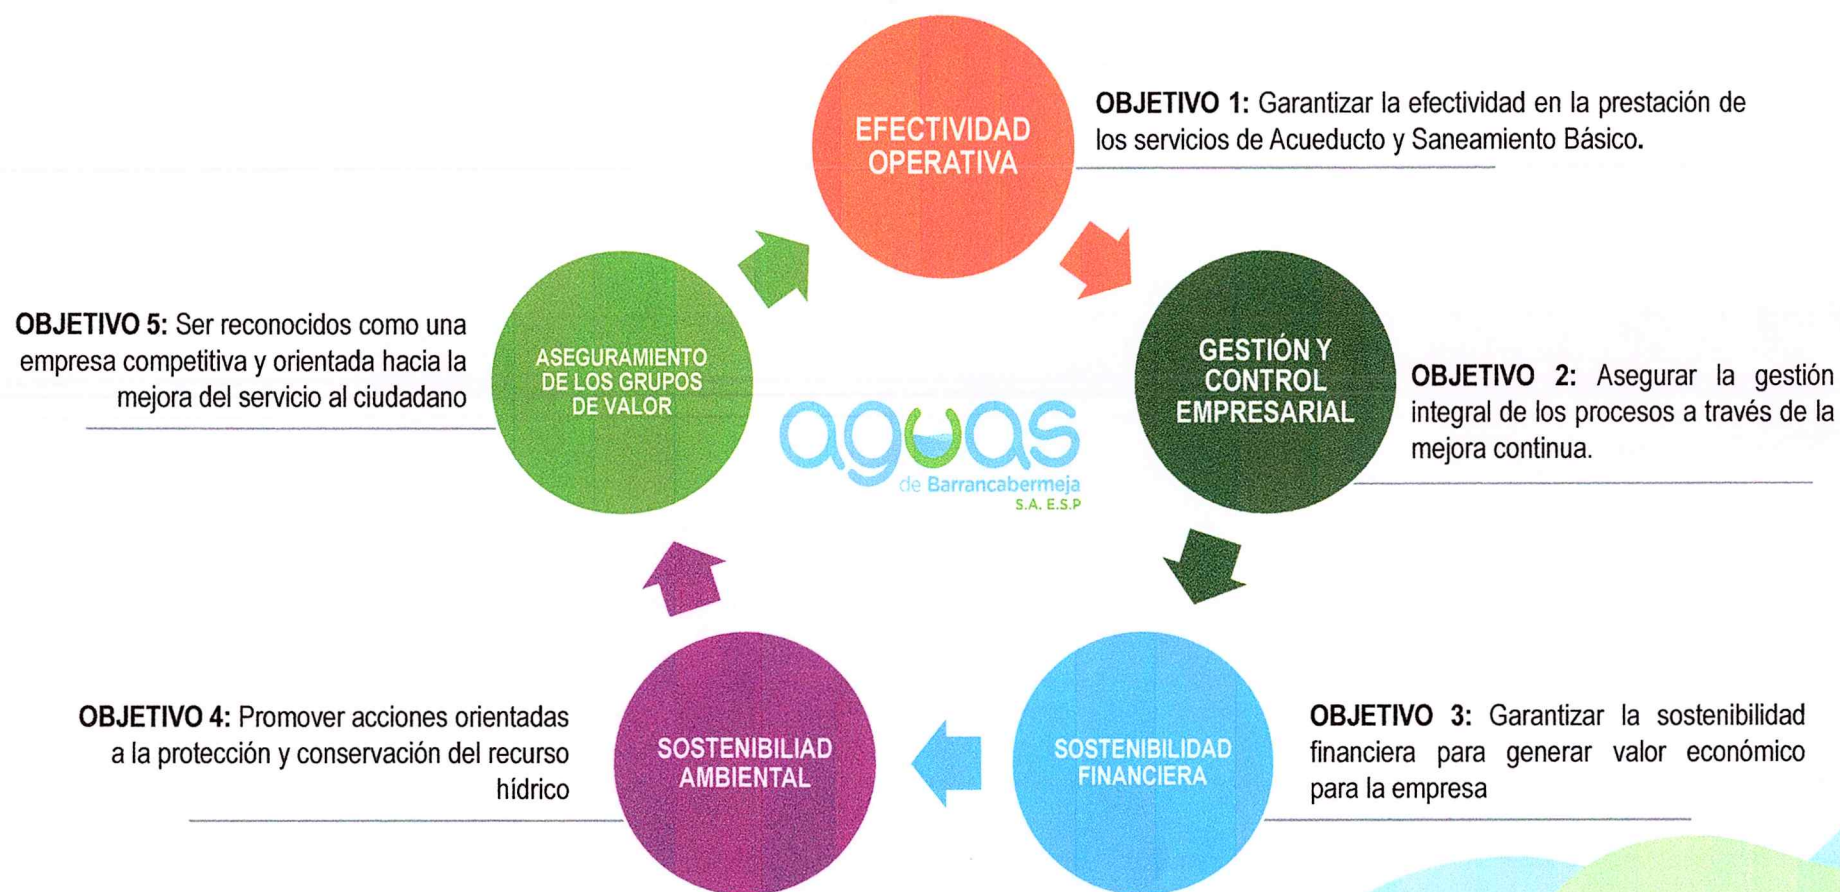 EFECTIVIDAD
OPERATIVA
OBJETIVO 1: Garantizar la efectividad en la prestación de
los servicios de Acueducto y Saneamiento Básico.
GESTIÓN Y
CONTROL
EMPRESARIAL
OBJETIVO 2: Asegurar la gestión
integral de los procesos a través de la
mejora continua.
SOSTENIBILIDAD
FINANCIERA
OBJETIVO 3: Garantizar la sostenibilidad
financiera para generar valor económico
para la empresa
SOSTENIBILIAD
AMBIENTAL
OBJETIVO 4: Promover acciones orientadas
a la protección y conservación del recurso
hídrico
ASEGURAMIENTO
DE LOS GRUPOS
DE VALOR
OBJETIVO 5: Ser reconocidos como una
empresa competitiva y orientada hacia la
mejora del servicio al ciudadano
aguas
de Barrancabermeja
S.A. E.S.P